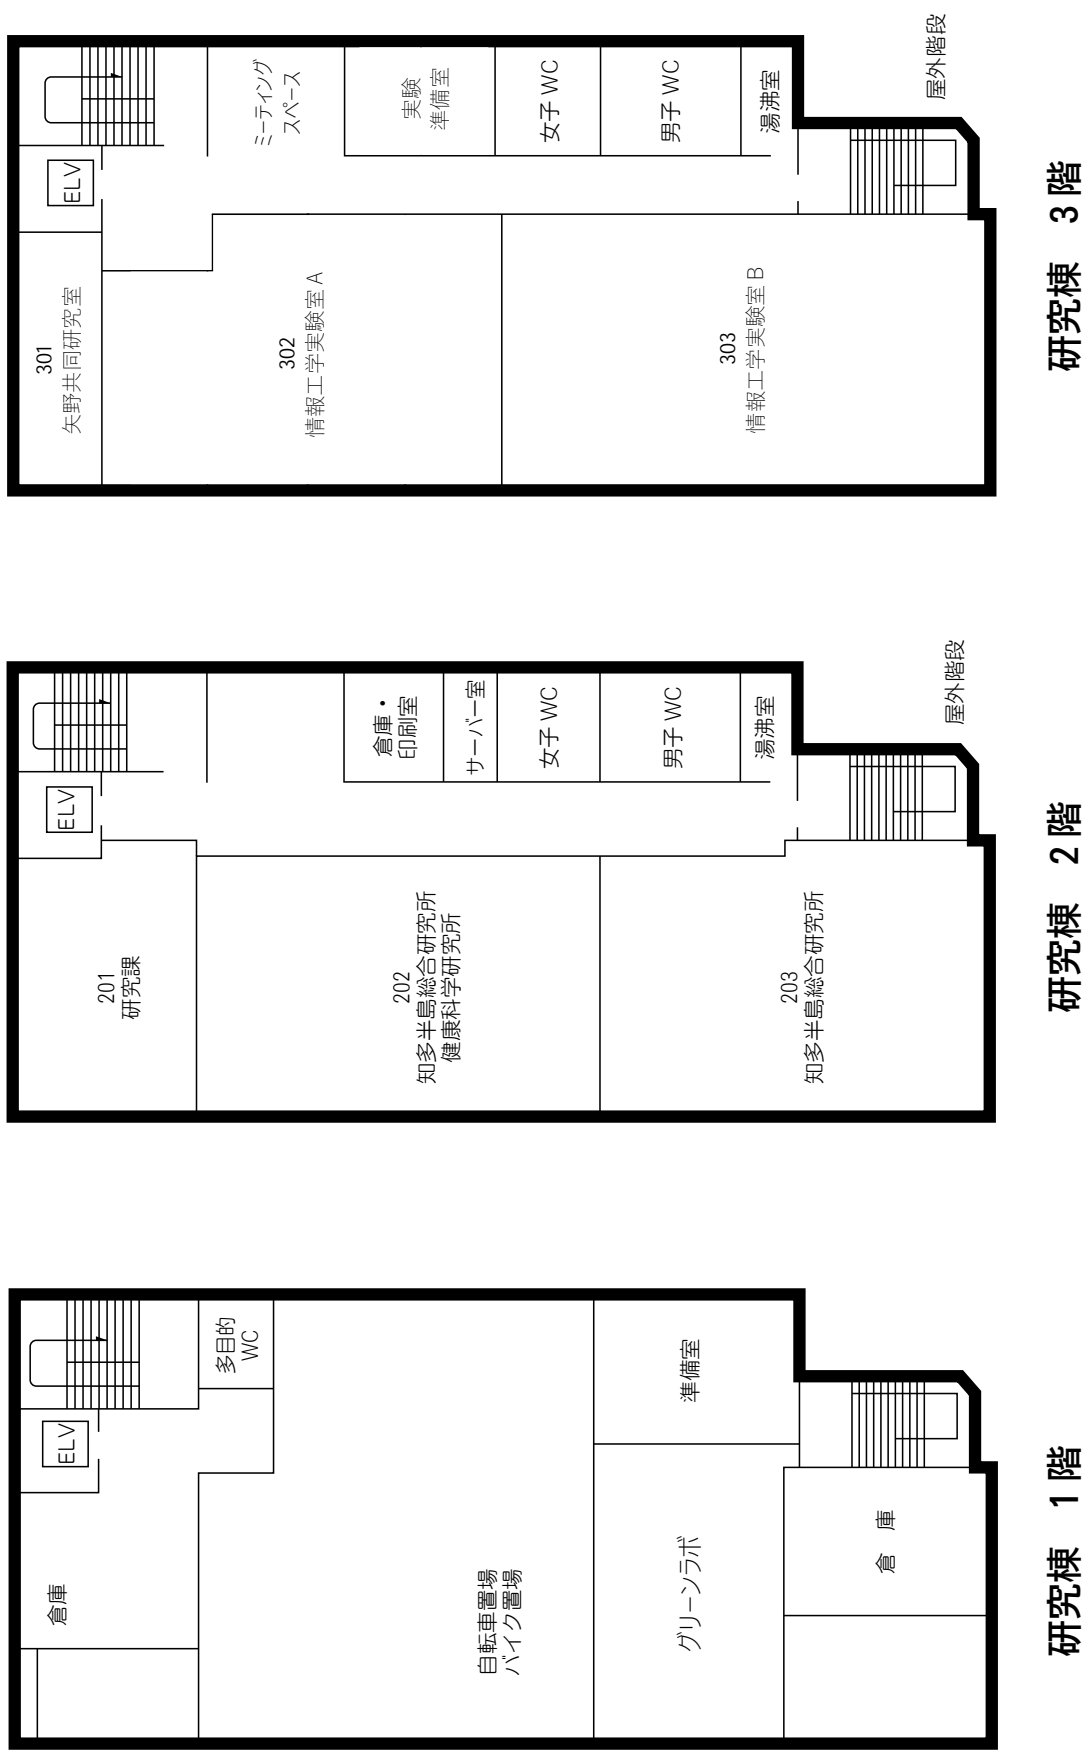 研究棟 3階
301
矢野共同研究室
ELV
302
情報工学実験室 A
ミーティング
スペース
実験
準備室
女子 WC
男子 WC
湯沸室
303
情報工学実験室 B
屋外階段
研究棟 2階
201
研究課
ELV
202
知多半島総合研究所
健康科学研究所
倉庫・
印刷室
サーバー室
女子 WC
男子 WC
湯沸室
203
知多半島総合研究所
屋外階段
研究棟 1階
倉庫
ELV
多目的
WC
自転車置場
バイク置場
グリーンラボ
準備室
倉 庫